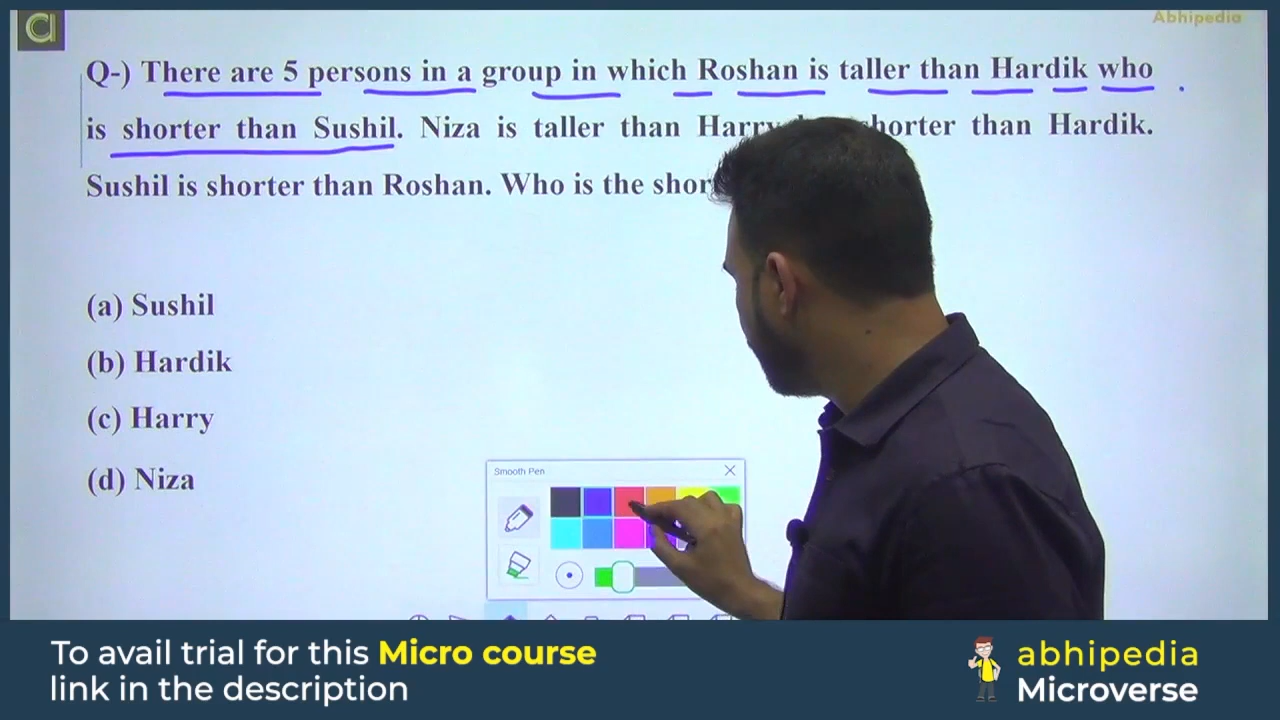 Abhipedia
Q-) There are 5 persons in a group in which Roshan is taller than Hardik who
is shorter than Sushil. Niza is taller than Harry shorter than Hardik.
Sushil is shorter than Roshan. Who is the
(a) Sushil
(b) Hardik
(c) Harry
(d) Niza
Smooth Pen
To avail trial for this Micro course
link in the description
abhipedia
Microverse